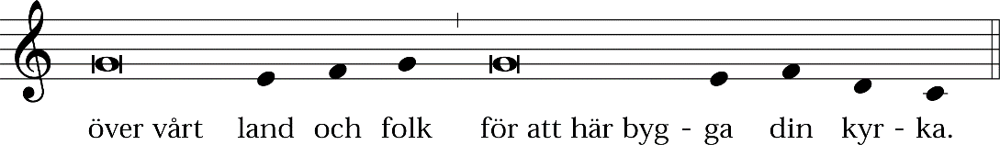 över vårt land och folk för att här byg - ga din kyr - ka.